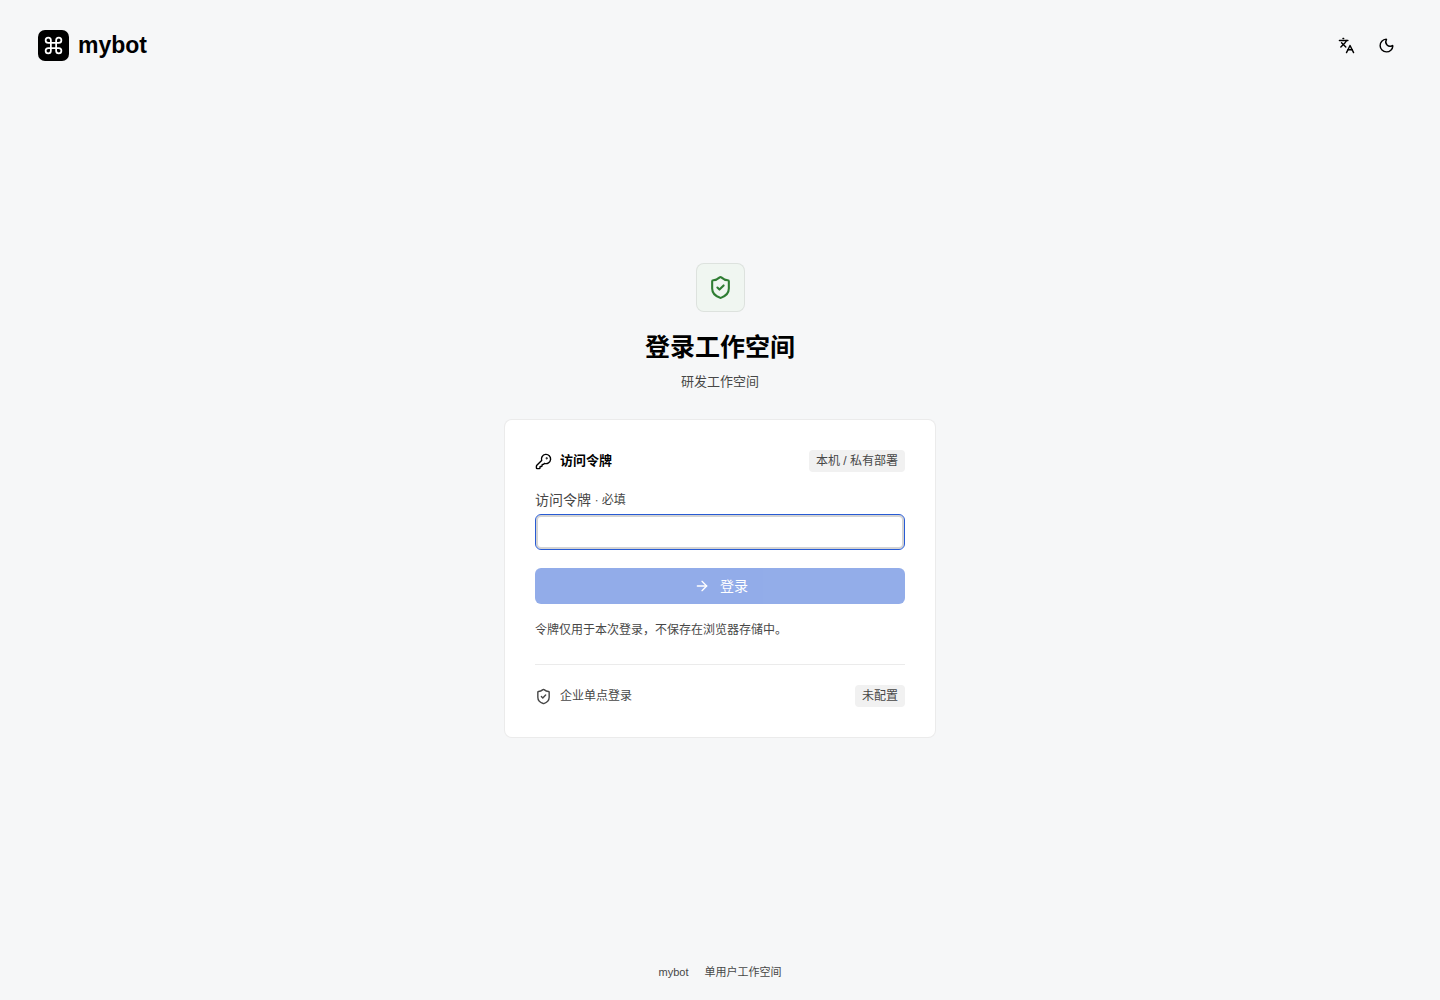 mybot
登录工作空间
研发工作空间
访问令牌 本机 / 私有部署
访问令牌 · 必填
登录
令牌仅用于本次登录，不保存在浏览器存储中。
企业单点登录 未配置
mybot 单用户工作空间